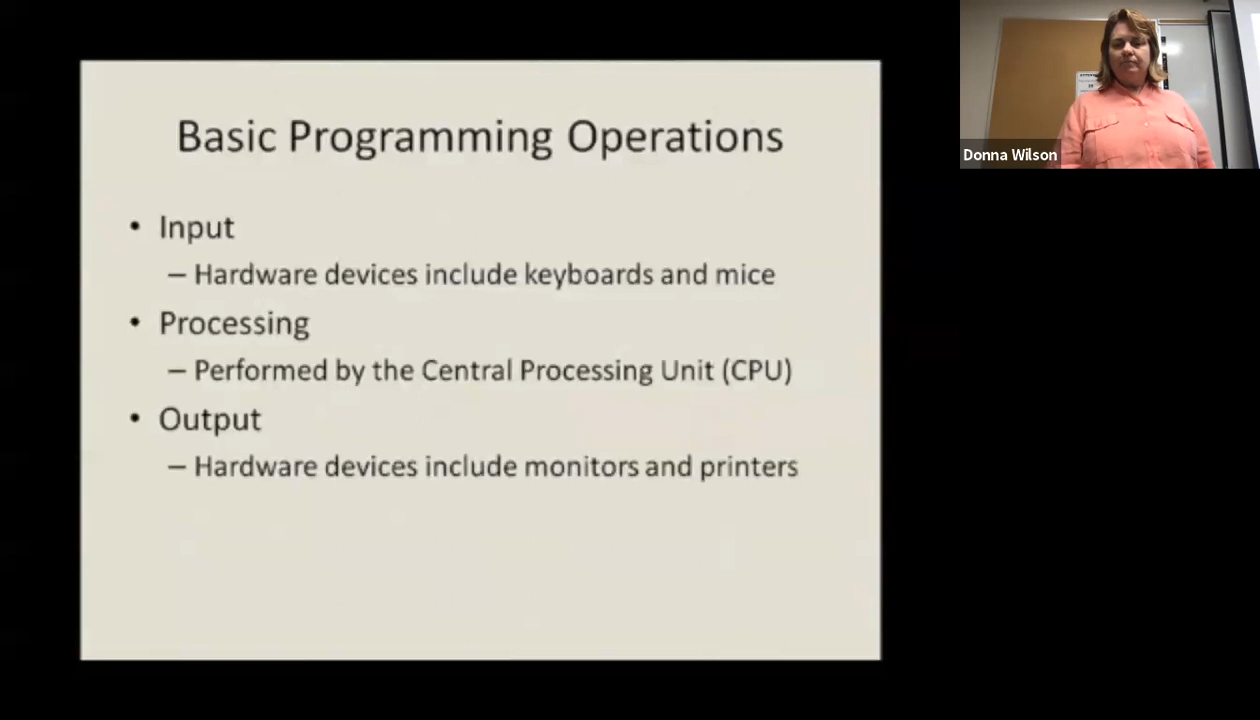 Basic Programming Operations
• Input
– Hardware devices include keyboards and mice
• Processing
– Performed by the Central Processing Unit (CPU)
• Output
– Hardware devices include monitors and printers
Donna Wilson